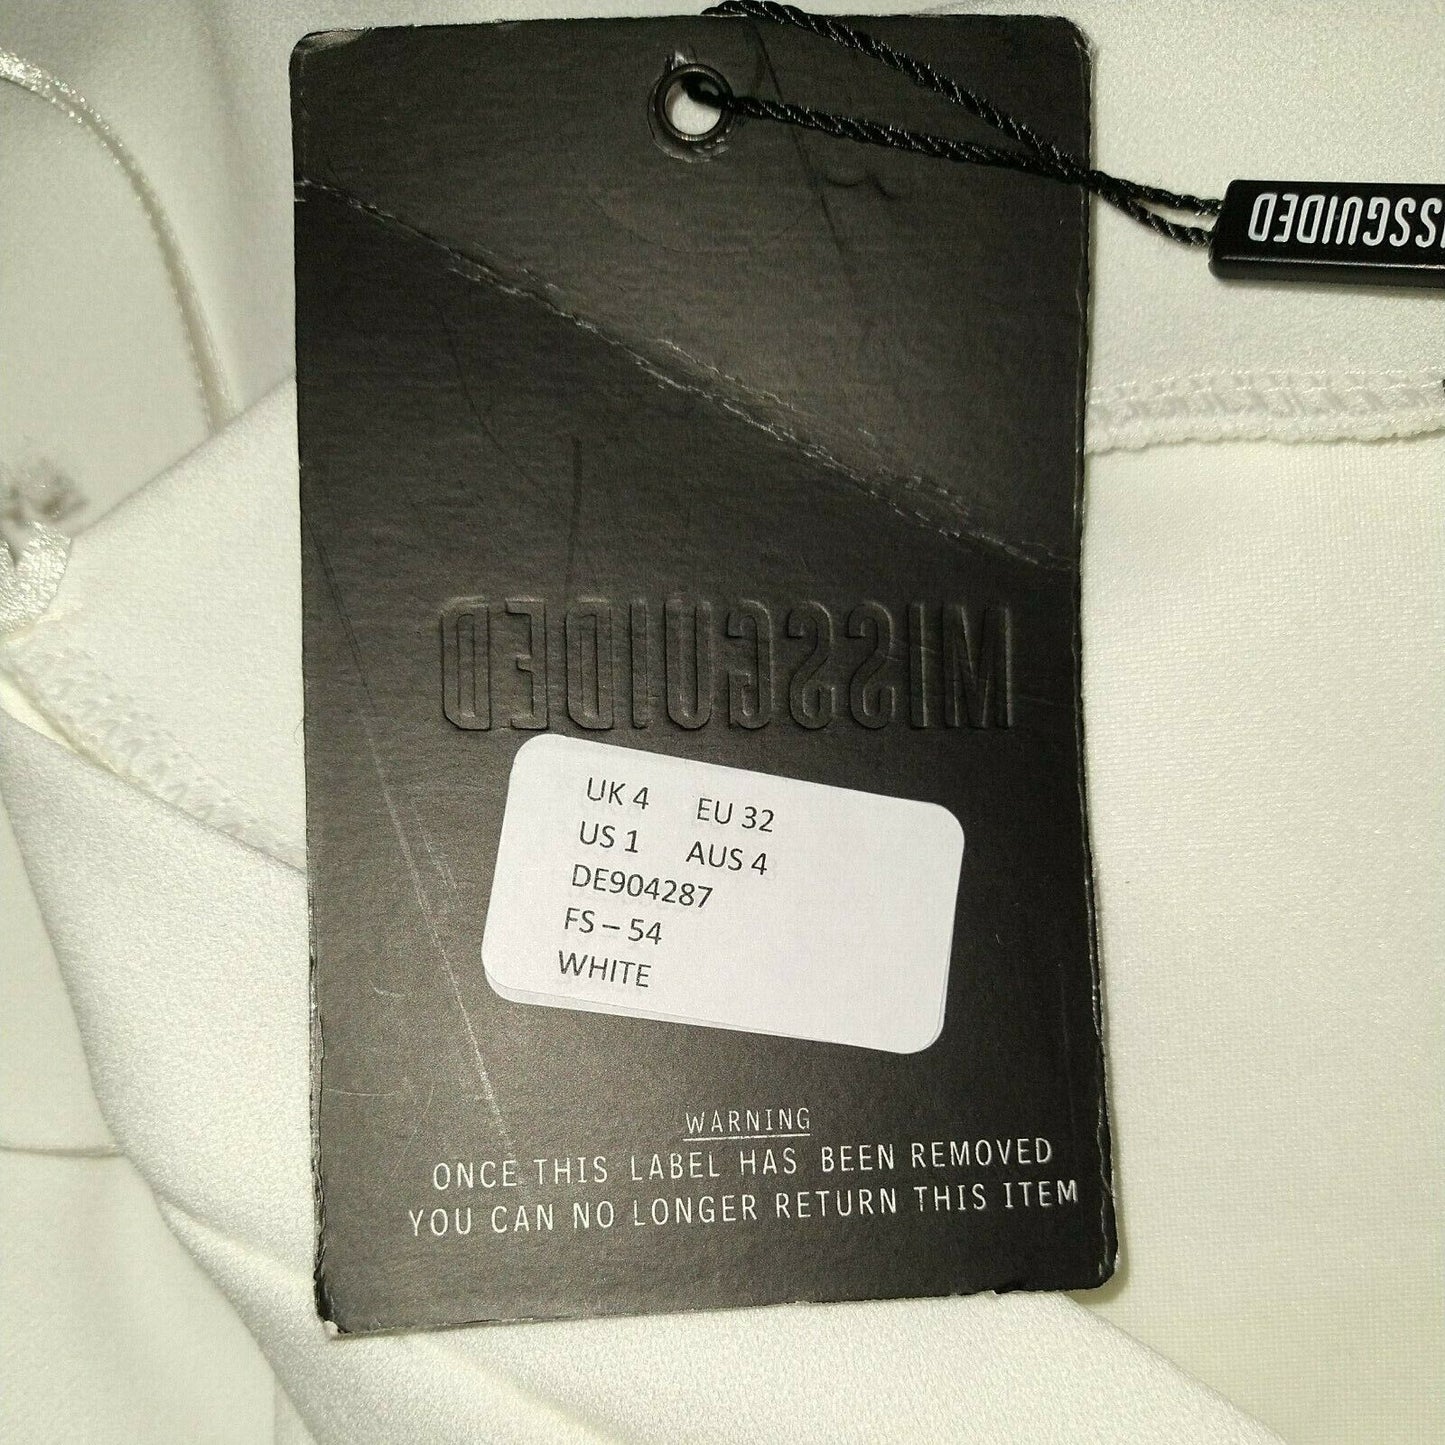 ISSGUIDED
MISSGUIDED
UK 4 EU 32
US 1 AUS 4
DE904287
FS – 54
WHITE
WARNING
ONCE THIS LABEL HAS BEEN REMOVED
YOU CAN NO LONGER RETURN THIS ITEM